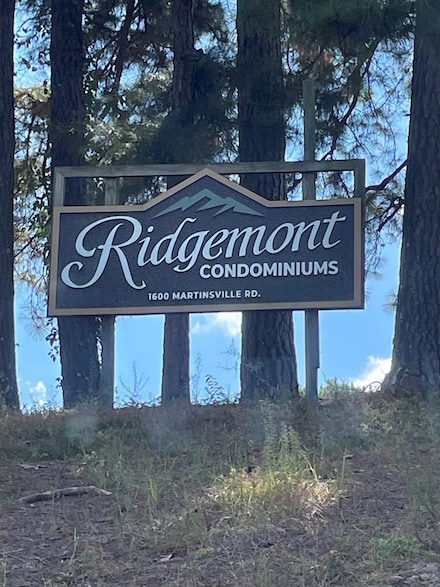 Ridgemont
CONDOMINIUMS
1600 MARTINSVILLE RD.